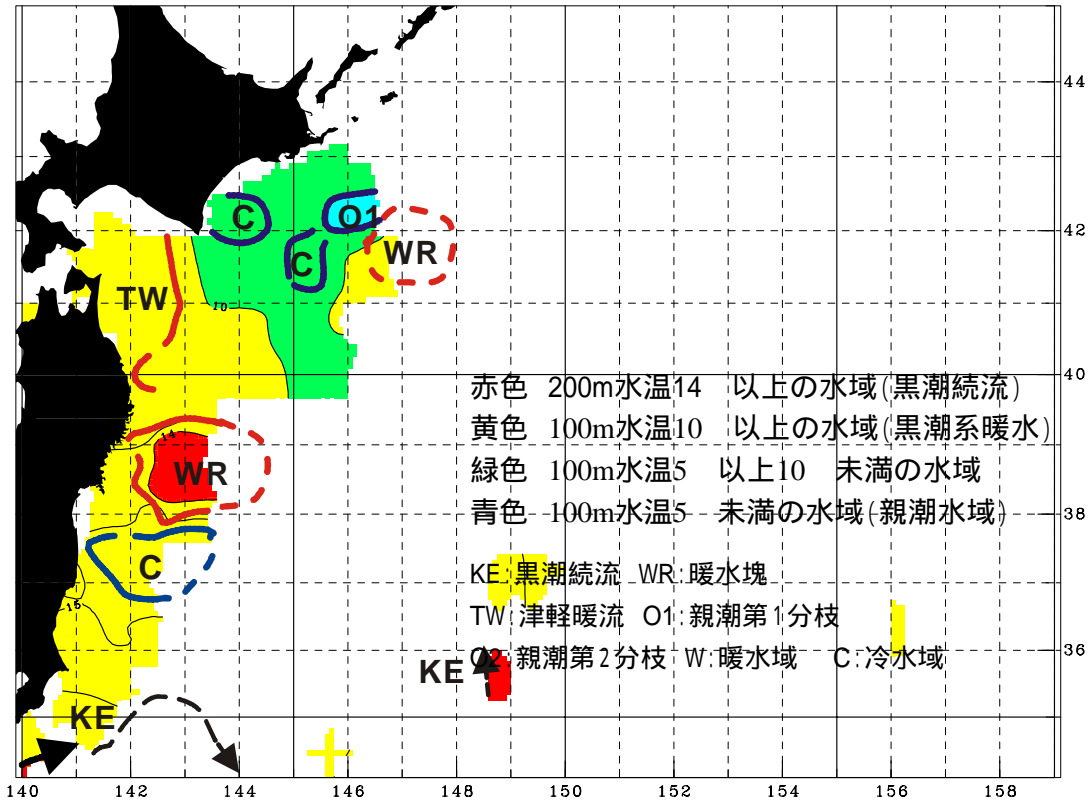 44
C
O1
42
C
WR
TW
10
40
赤色 200m水温14 以上の水域(黒潮続流)
黄色 100m水温10 以上の水域(黒潮系暖水)
緑色 100m水温5 以上10 未満の水域
青色 100m水温5 未満の水域(親潮水域)
14
WR
C
KE:黒潮続流 WR:暖水塊
TW:津軽暖流 O1:親潮第1分枝
O2:親潮第2分枝 W:暖水域 C:冷水域
15
36
KE
KE
140 142 144 146 148 150 152 154 156 158